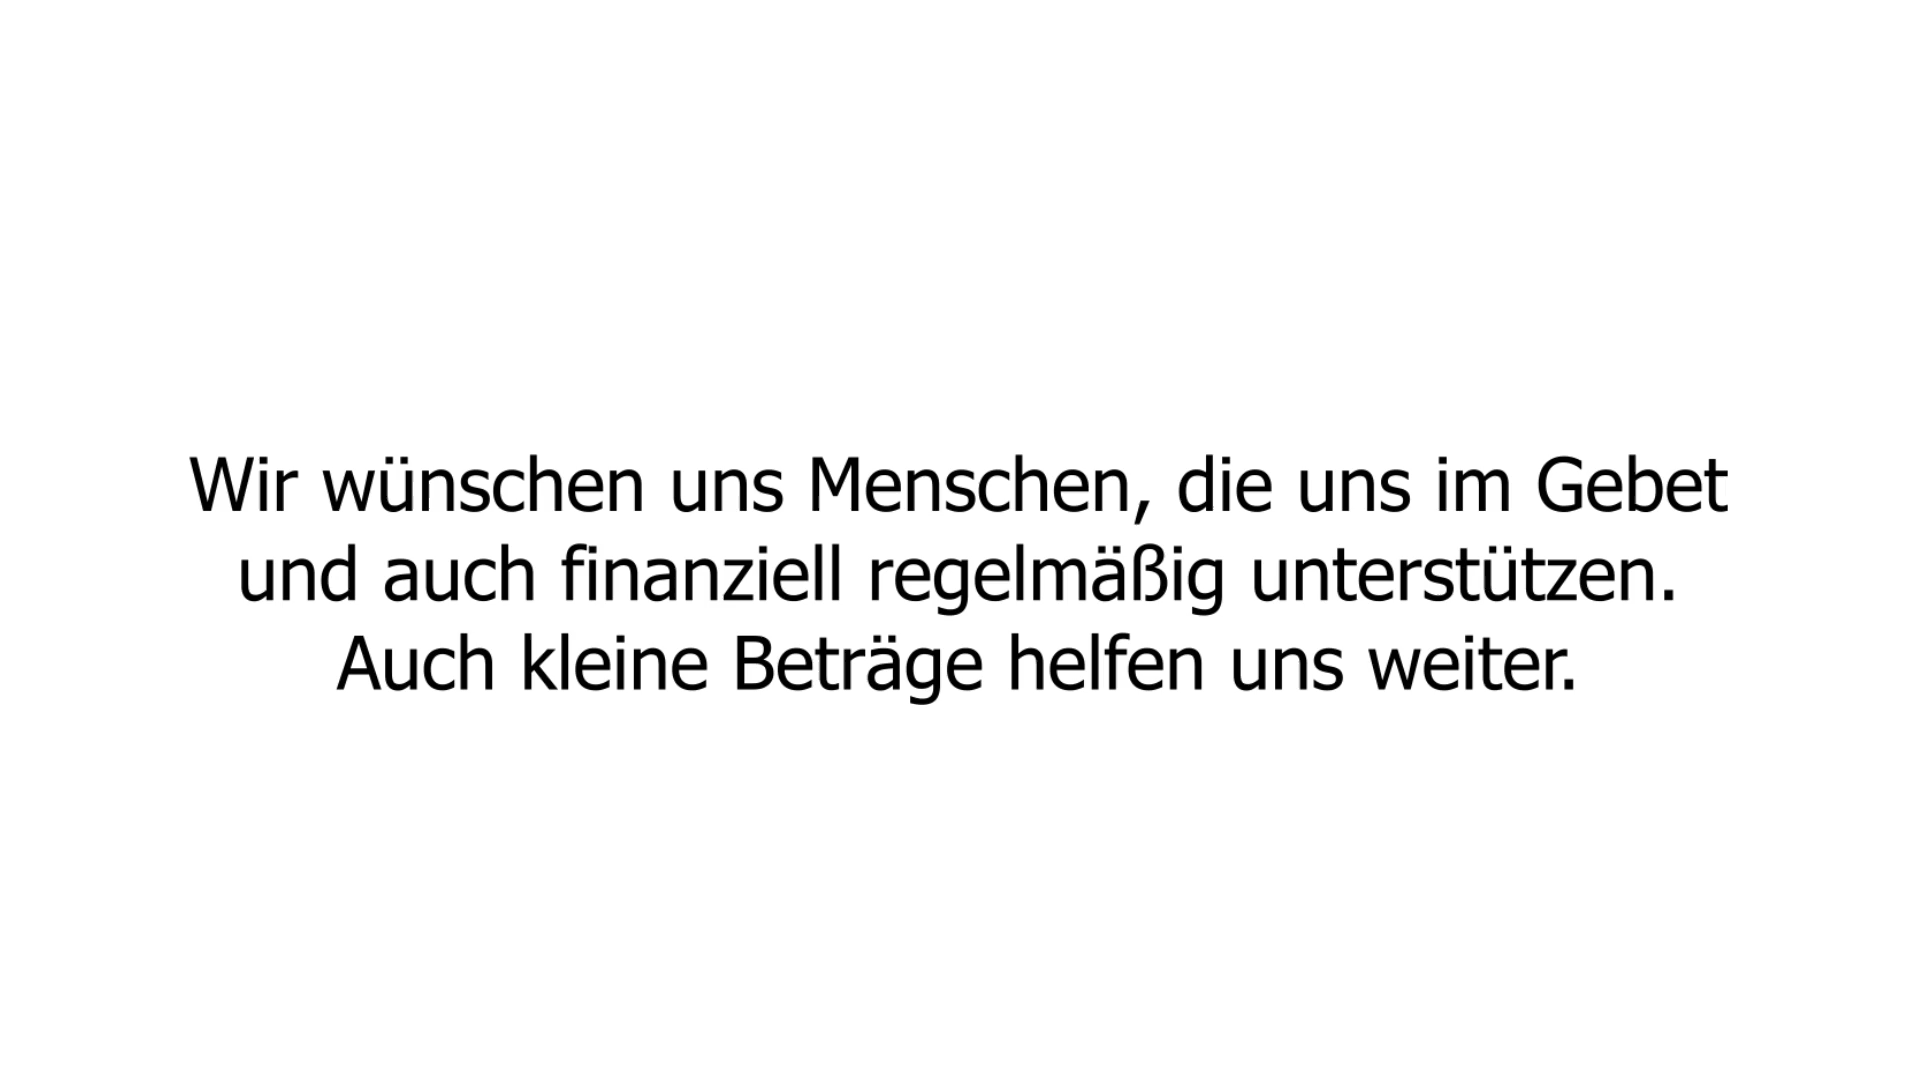 Wir wünschen uns Menschen, die uns im Gebet
und auch finanziell regelmäßig unterstützen.
Auch kleine Beträge helfen uns weiter.